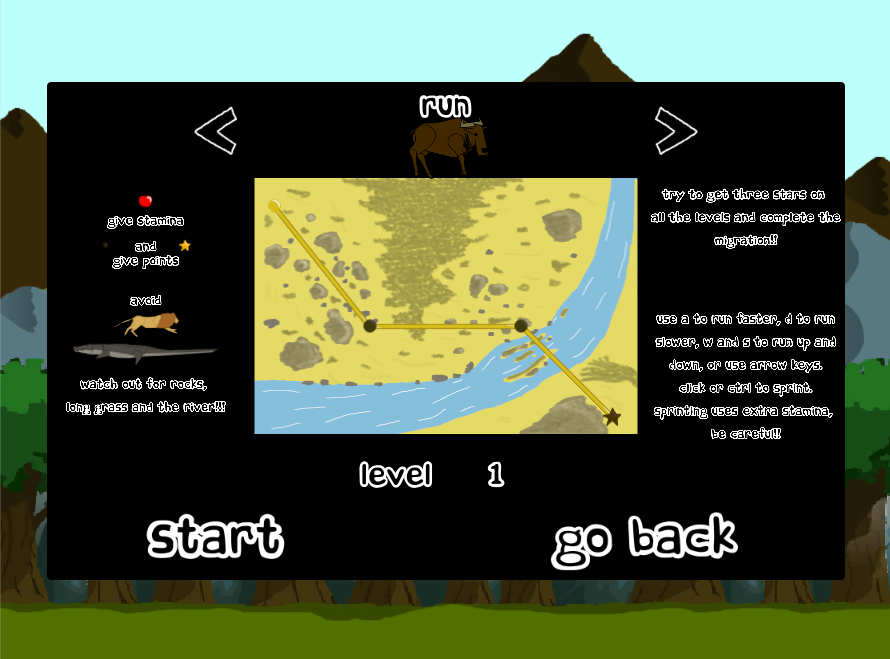 run
give stamina
and
give points
avoid
watch out for rocks,
long grass and the river!!!
try to get three stars on
all the levels and complete the
migration!!
use a to run faster, d to run
slower, w and s to run up and
down, or use arrow keys.
click or ctrl to sprint.
sprinting uses extra stamina,
be careful!!
level 1
start
go back